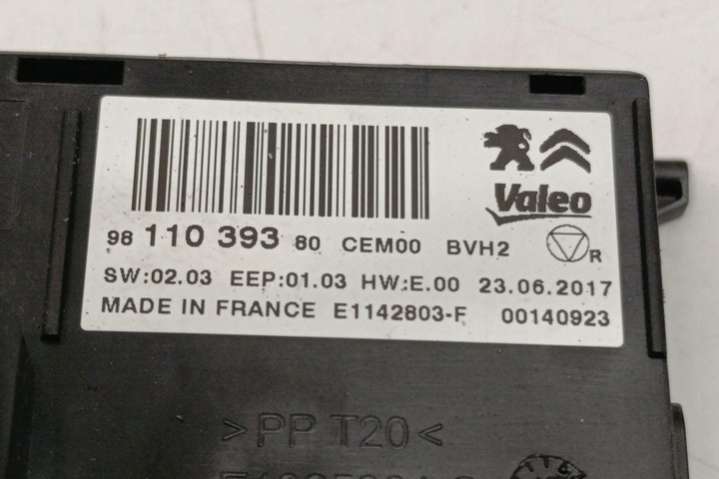 Valeo
98 110 393 80 CEM00 BVH2 R
SW:02.03 EEP:01.03 HW:E.00 23.06.2017
MADE IN FRANCE E1142803-F 00140923
>PP T20<